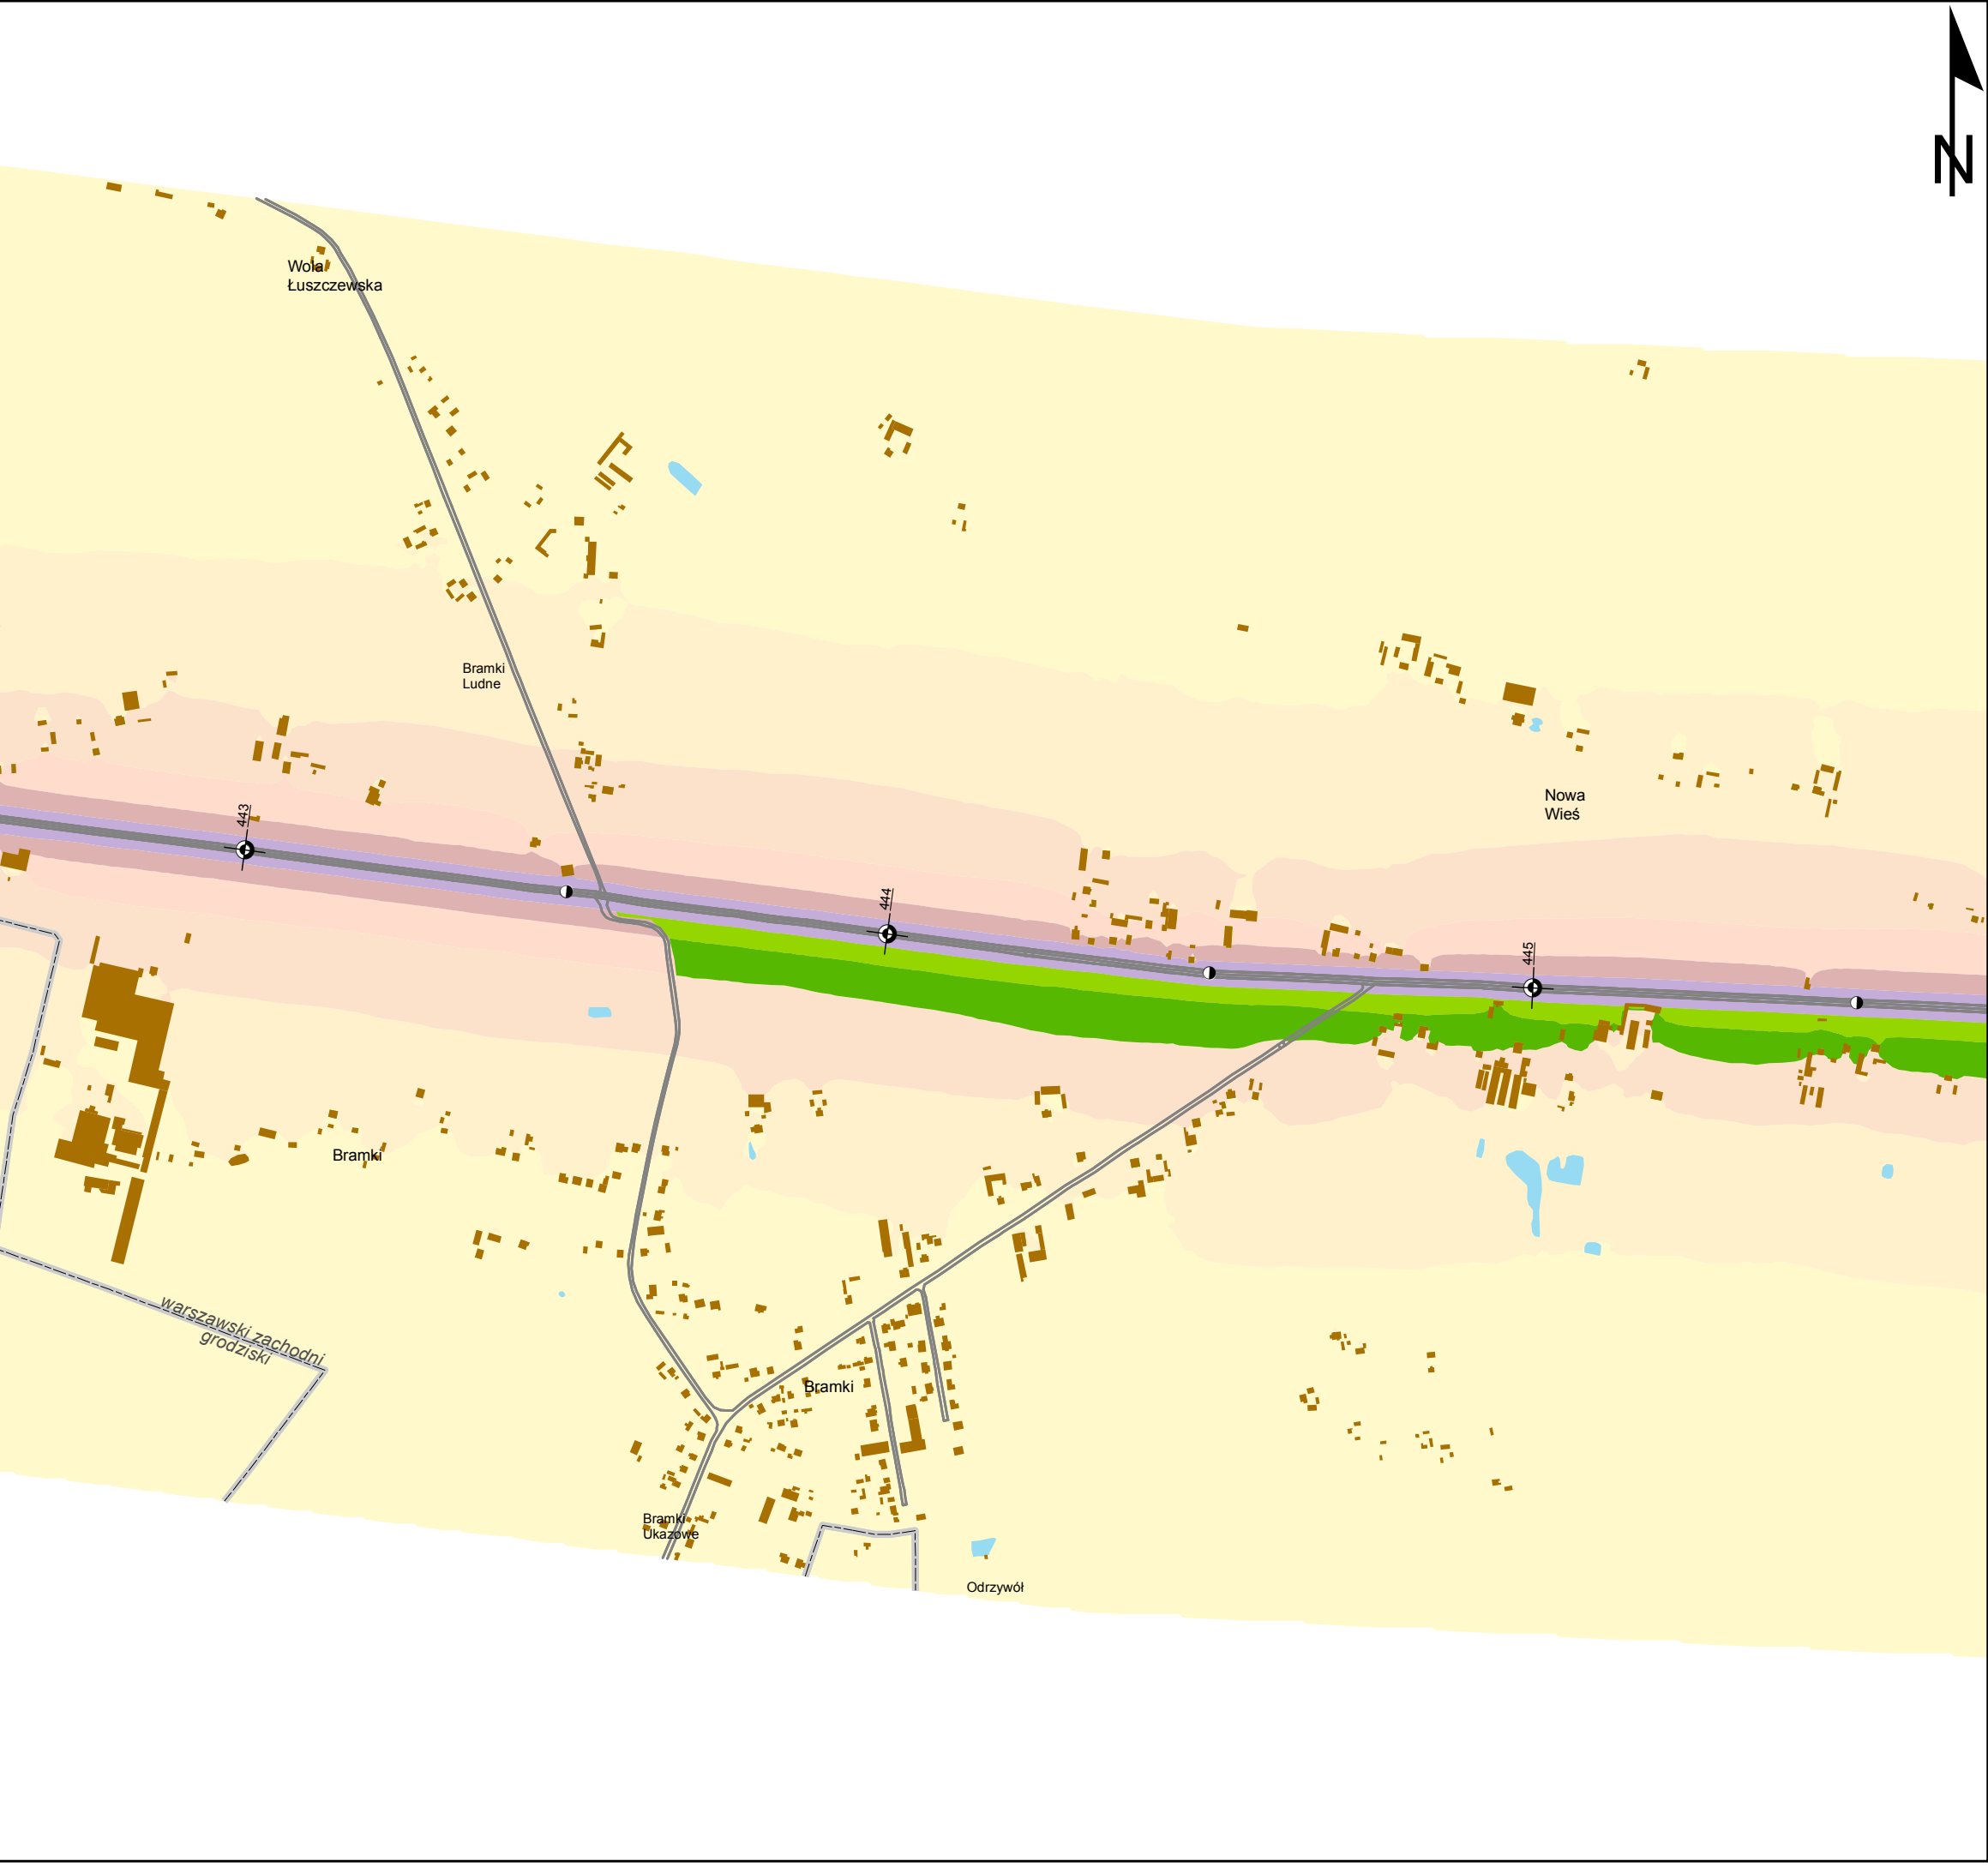 N
Wola
Łuszczewska
Bramki
Ludne
Nowa
Wieś
443
444
445
Bramki
warszawski zachodni
grodziski
Bramki
Bramki
Ukazowe
Odrzywół